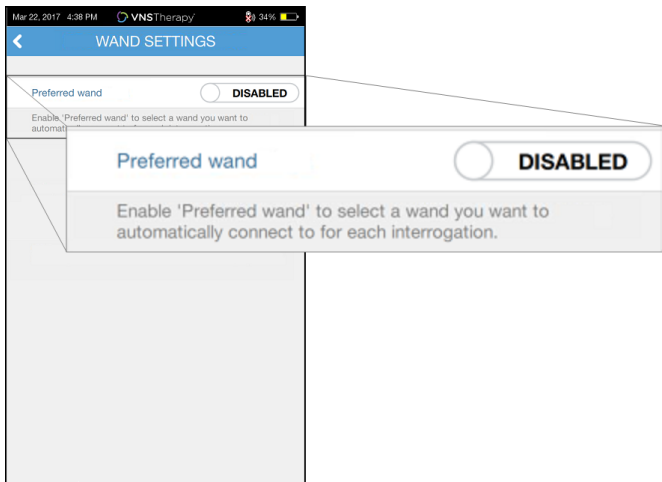 Mar 22, 2017 4:38 PM VNSTherapy 34%
WAND SETTINGS
Preferred wand DISABLED
Enable 'Preferred wand' to select a wand you want to
automat
Preferred wand DISABLED
Enable 'Preferred wand' to select a wand you want to
automatically connect to for each interrogation.